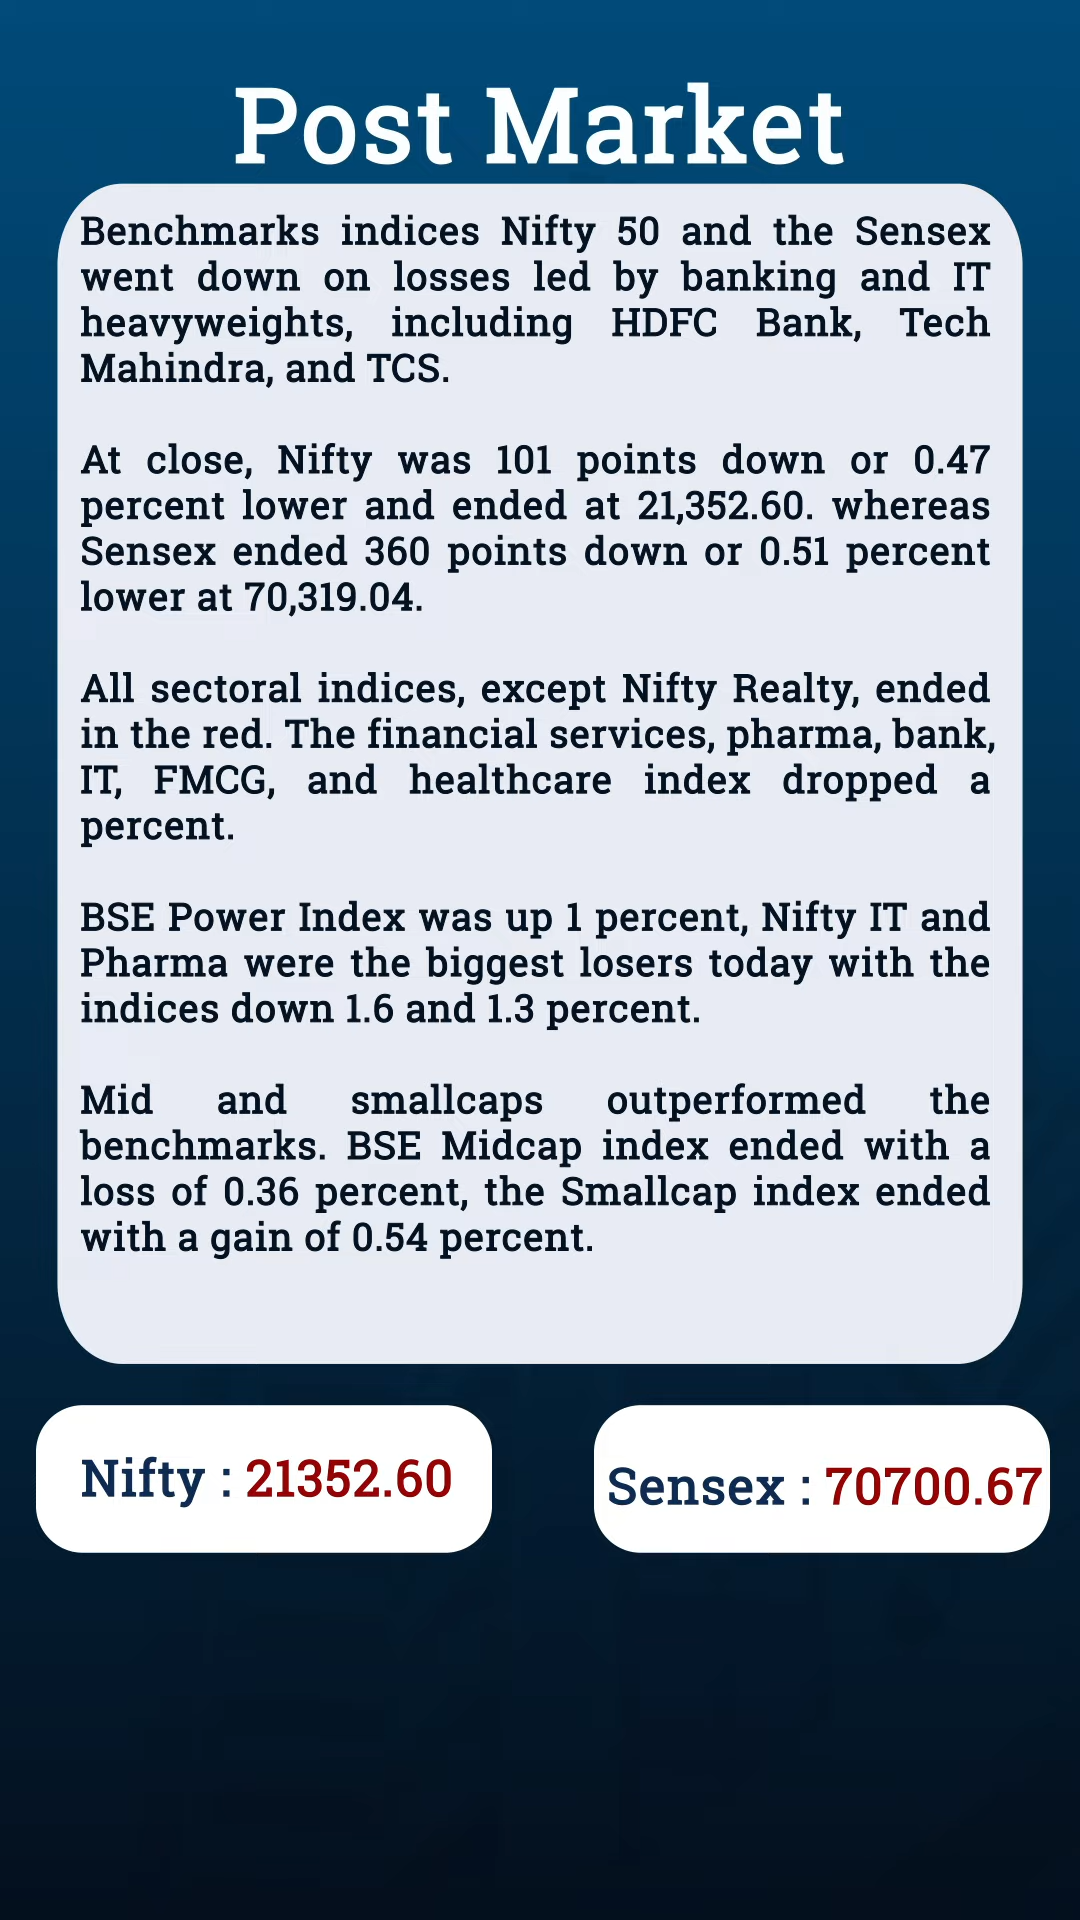 Post Market
Benchmarks indices Nifty 50 and the Sensex
went down on losses led by banking and IT
heavyweights, including HDFC Bank, Tech
Mahindra, and TCS.
At close, Nifty was 101 points down or 0.47
percent lower and ended at 21,352.60. whereas
Sensex ended 360 points down or 0.51 percent
lower at 70,319.04.
All sectoral indices, except Nifty Realty, ended
in the red. The financial services, pharma, bank,
IT, FMCG, and healthcare index dropped a
percent.
BSE Power Index was up 1 percent, Nifty IT and
Pharma were the biggest losers today with the
indices down 1.6 and 1.3 percent.
Mid and smallcaps outperformed the
benchmarks. BSE Midcap index ended with a
loss of 0.36 percent, the Smallcap index ended
with a gain of 0.54 percent.
Nifty : 21352.60
Sensex : 70700.67